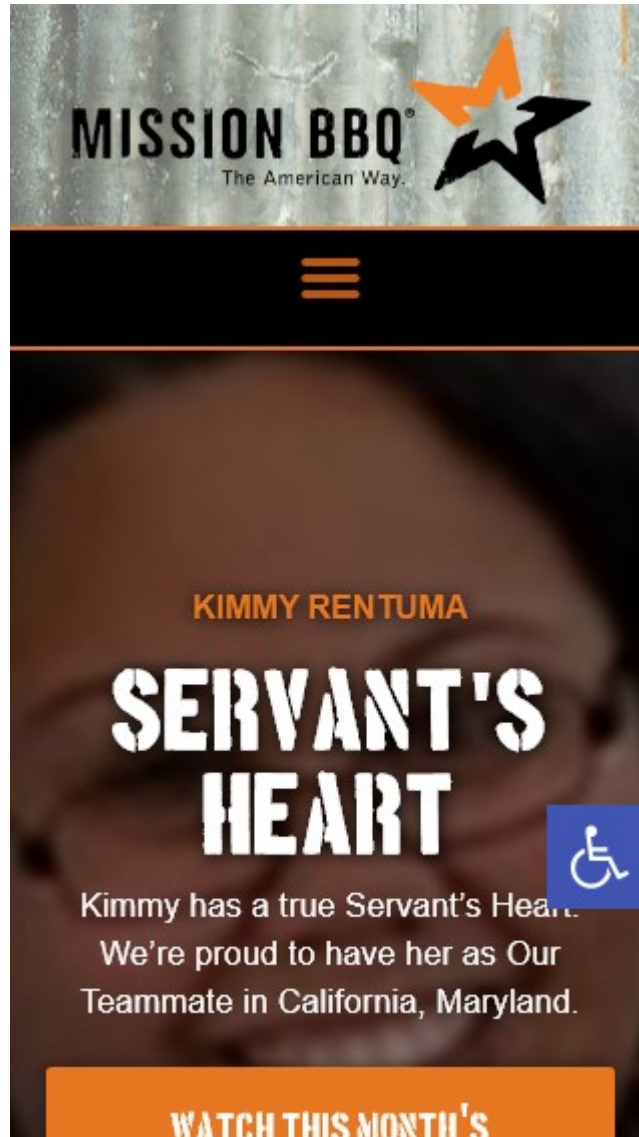 MISSION BBQ®
The American Way.
KIMMY RENTUMA
SERVANT'S
HEART
Kimmy has a true Servant’s Heart.
We’re proud to have her as Our
Teammate in California, Maryland.
WATCH THIS MONTH'S